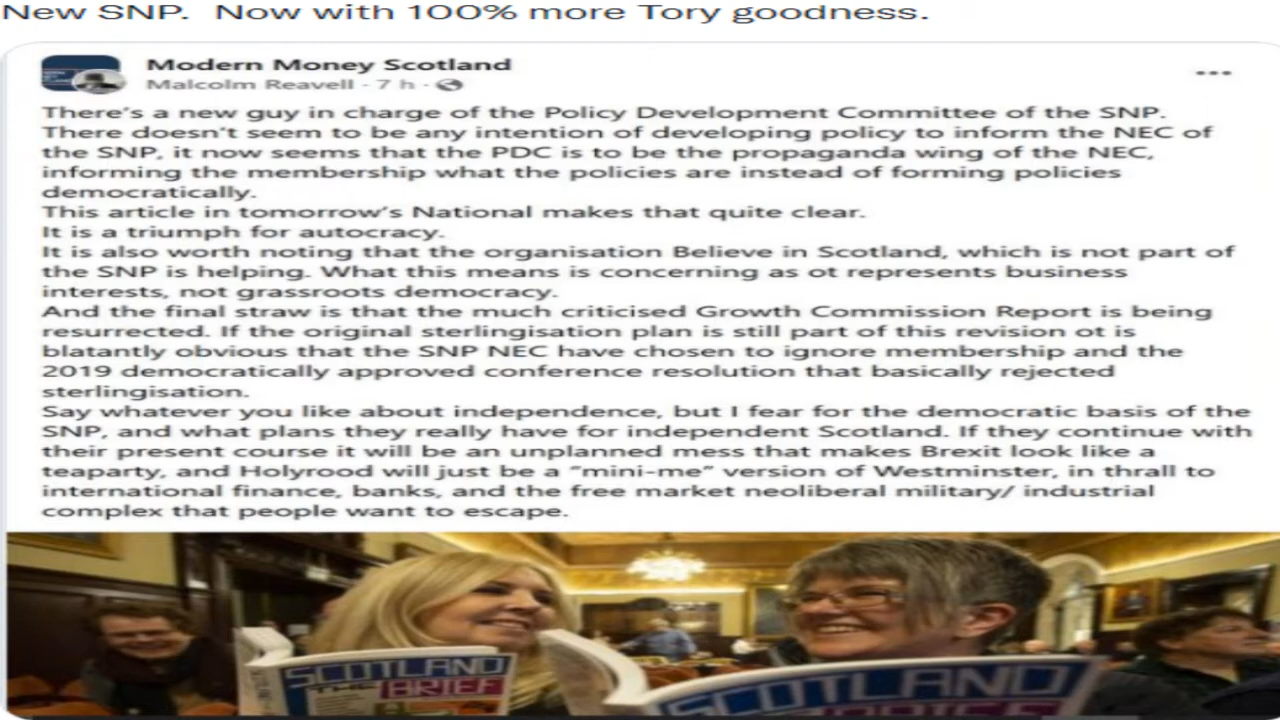 New SNP. Now with 100% more Tory goodness.
Modern Money Scotland
Malcolm Reavell · 7 h ·
There's a new guy in charge of the Policy Development Committee of the SNP.
There doesn't seem to be any intention of developing policy to inform the NEC of
the SNP, it now seems that the PDC is to be the propaganda wing of the NEC,
informing the membership what the policies are instead of forming policies
democratically.
This article in tomorrow's National makes that quite clear.
It is a triumph for autocracy.
It is also worth noting that the organisation Believe in Scotland, which is not part of
the SNP is helping. What this means is concerning as ot represents business
interests, not grassroots democracy.
And the final straw is that the much criticised Growth Commission Report is being
resurrected. If the original sterlingisation plan is still part of this revision ot is
blatantly obvious that the SNP NEC have chosen to ignore membership and the
2019 democratically approved conference resolution that basically rejected
sterlingisation.
Say whatever you like about independence, but I fear for the democratic basis of the
SNP, and what plans they really have for independent Scotland. If they continue with
their present course it will be an unplanned mess that makes Brexit look like a
teaparty, and Holyrood will just be a "mini-me" version of Westminster, in thrall to
international finance, banks, and the free market neoliberal military/ industrial
complex that people want to escape.
SCOTLAND
THE BRIEF
SCOTLAND